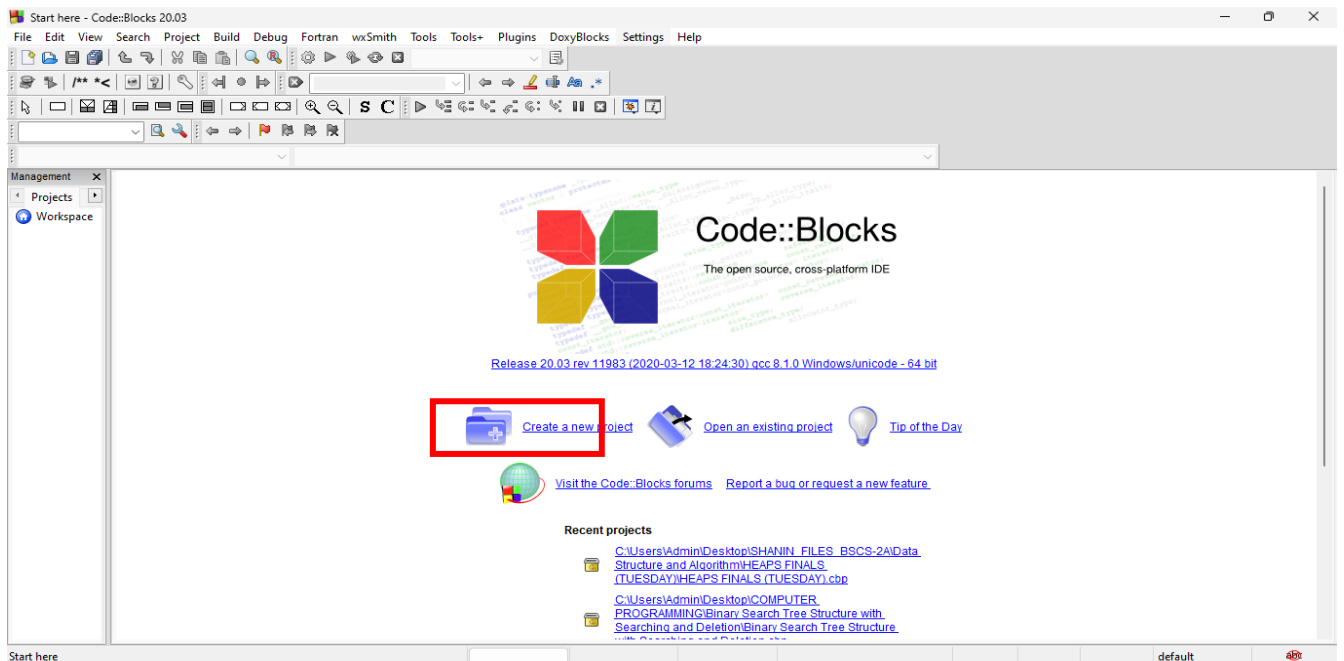 Start here - Code::Blocks 20.03
File Edit View Search Project Build Debug Fortran wxSmith Tools Tools+ Plugins DoxyBlocks Settings Help
/** *<
S C
Management
Projects
Workspace
Code::Blocks
The open source, cross-platform IDE
Release 20.03 rev 11983 (2020-03-12 18:24:30) gcc 8.1.0 Windows/unicode - 64 bit
Create a new project Open an existing project Tip of the Day
Visit the Code::Blocks forums Report a bug or request a new feature
Recent projects
C:\Users\Admin\Desktop\SHANIN_FILES_BSCS-2A\Data
Structure and Algorithm\HEAPS FINALS
(TUESDAY)\HEAPS FINALS (TUESDAY).cbp
C:\Users\Admin\Desktop\COMPUTER
PROGRAMMING\Binary Search Tree Structure with
Searching and Deletion\Binary Search Tree Structure
Start here default abc